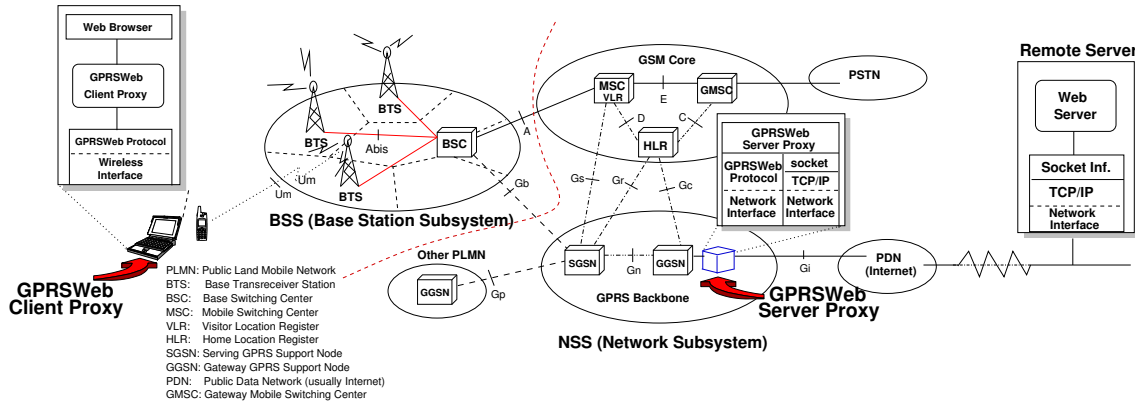 Web Browser
GPRSWeb
Client Proxy
GPRSWeb Protocol
Wireless
Interface
BTS
BTS
BTS
Abis
BSC
Um
Um
BSS (Base Station Subsystem)
A
Gb
GSM Core
MSC
VLR
E
GMSC
D
C
HLR
PSTN
Gs
Gr
Gc
GPRSWeb
Server Proxy
GPRSWeb
Protocol
socket
TCP/IP
Network
Interface
Network
Interface
Remote Server
Web
Server
Socket Inf.
TCP/IP
Network
Interface
SGSN
Gn
GGSN
GPRS Backbone
Gi
PDN
(Internet)
Other PLMN
GGSN
Gp
GPRSWeb
Client Proxy
GPRSWeb
Server Proxy
NSS (Network Subsystem)
PLMN: Public Land Mobile Network
BTS: Base Transreceiver Station
BSC: Base Switching Center
MSC: Mobile Switching Center
VLR: Visitor Location Register
HLR: Home Location Register
SGSN: Serving GPRS Support Node
GGSN: Gateway GPRS Support Node
PDN: Public Data Network (usually Internet)
GMSC: Gateway Mobile Switching Center